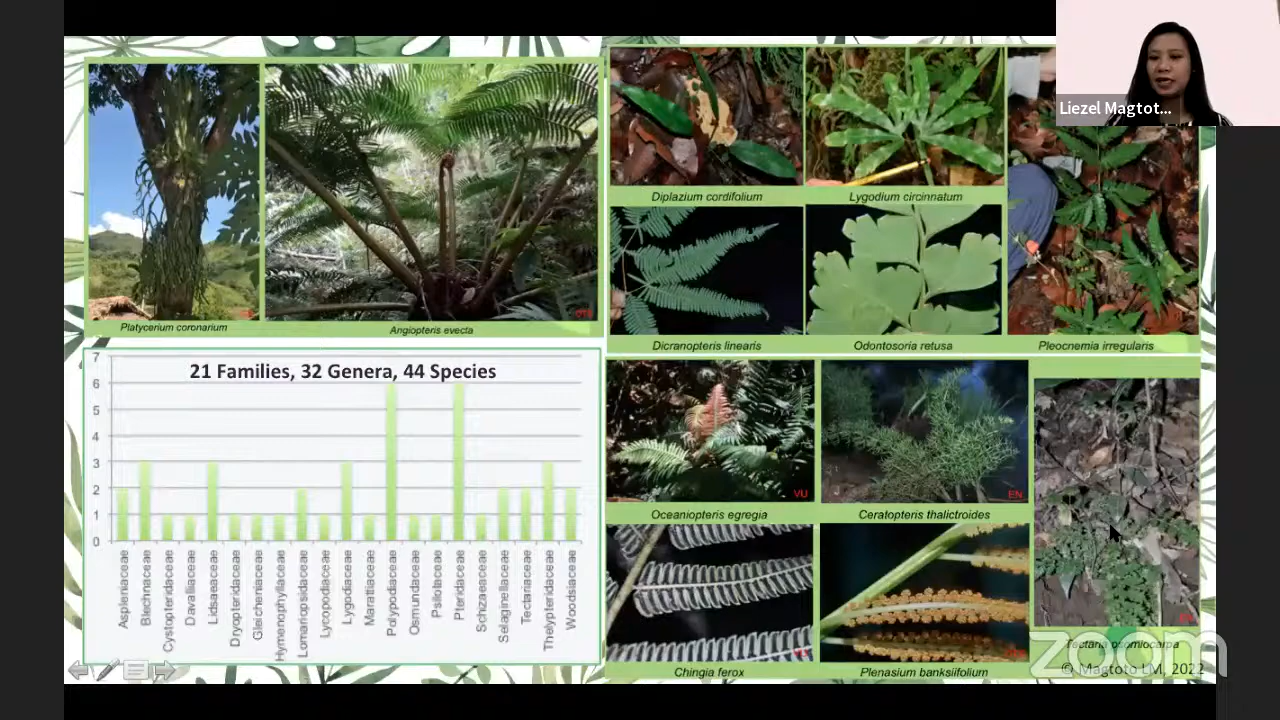 Liezel Magtot...
Platycerium coronarium
Angiopteris evecta
Diplazium cordifolium
Lygodium circinnatum
Dicranopteris linearis
Odontosoria retusa
Pleocnemia irregularis
21 Families, 32 Genera, 44 Species
7
6
5
4
3
2
1
0
Aspleniaceae
Blechnaceae
Cystopteridaceae
Davalliaceae
Lidsaeaceae
Dryopteridaceae
Gleicheniaceae
Hymenophyllaceae
Lomariopsidaceae
Lycopodiaceae
Lygodiaceae
Marattiaceae
Polypodiaceae
Osmundaceae
Psilotaceae
Pteridaceae
Schizaeaceae
Selaginellaceae
Tectariaceae
Thelypteridaceae
Woodsiaceae
VU
Oceaniopteris egregia
EN
Ceratopteris thalictroides
Chingia ferox
Plenasium banksiifolium
zoom
© Magtoto LM, 2022